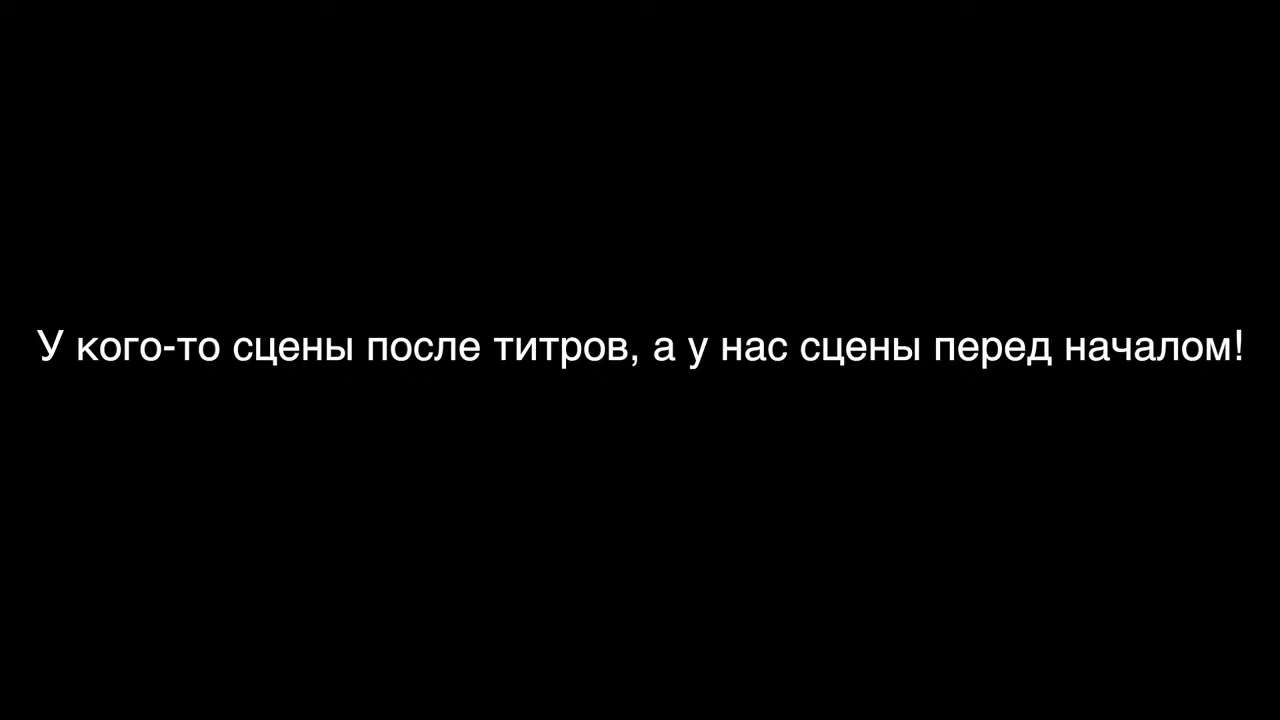 У кого-то сцены после титров, а у нас сцены перед началом!